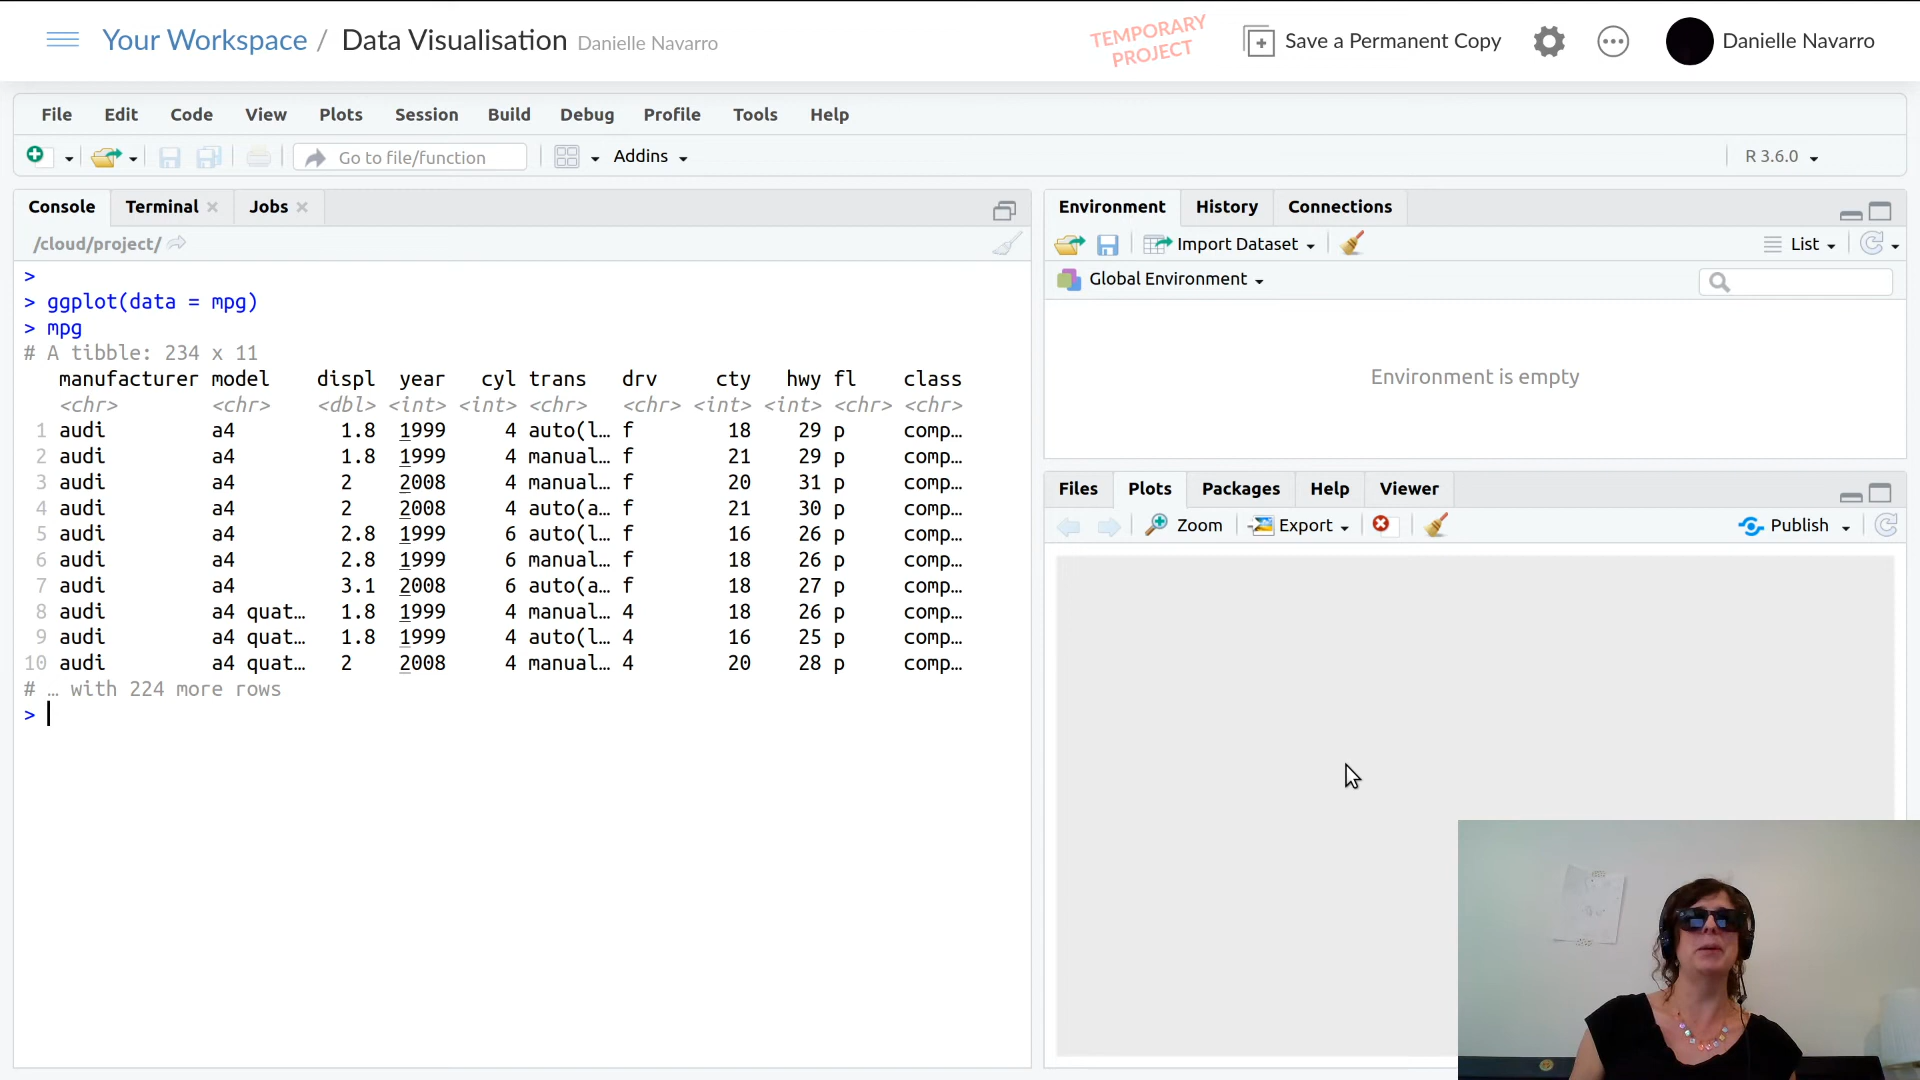 Your Workspace / Data Visualisation Danielle Navarro
TEMPORARY PROJECT
Save a Permanent Copy
Danielle Navarro
File Edit Code View Plots Session Build Debug Profile Tools Help
Go to file/function
Addins
R 3.6.0
Console Terminal Jobs
/cloud/project/
>
> ggplot(data = mpg)
> mpg
# A tibble: 234 x 11
manufacturer model displ year cyl trans drv cty hwy fl class
<chr> <chr> <dbl> <int> <int> <chr> <chr> <int> <int> <chr> <chr>
1 audi a4 1.8 1999 4 auto(l… f 18 29 p comp…
2 audi a4 1.8 1999 4 manual… f 21 29 p comp…
3 audi a4 2 2008 4 manual… f 20 31 p comp…
4 audi a4 2 2008 4 auto(a… f 21 30 p comp…
5 audi a4 2.8 1999 6 auto(l… f 16 26 p comp…
6 audi a4 2.8 1999 6 manual… f 18 26 p comp…
7 audi a4 3.1 2008 6 auto(a… f 18 27 p comp…
8 audi a4 quat… 1.8 1999 4 manual… 4 18 26 p comp…
9 audi a4 quat… 1.8 1999 4 auto(l… 4 16 25 p comp…
10 audi a4 quat… 2 2008 4 manual… 4 20 28 p comp…
# … with 224 more rows
>
Environment History Connections
Import Dataset
List
Global Environment
Environment is empty
Files Plots Packages Help Viewer
Zoom Export Publish